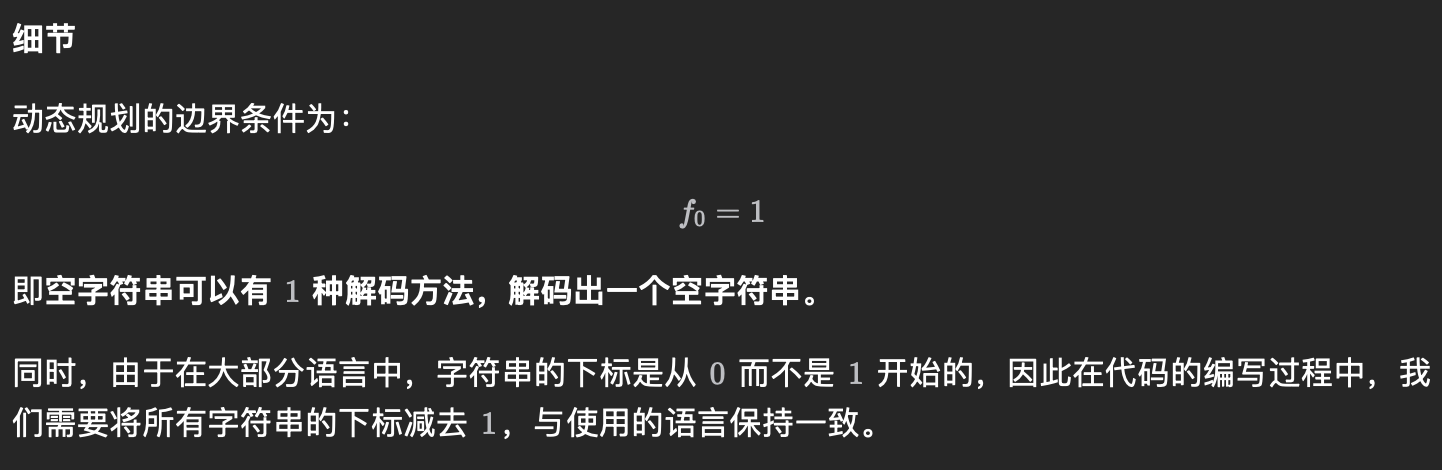 细节
动态规划的边界条件为：
f₀ = 1
即空字符串可以有 1 种解码方法，解码出一个空字符串。
同时，由于在大部分语言中，字符串的下标是从 0 而不是 1 开始的，因此在代码的编写过程中，我
们需要将所有字符串的下标减去 1，与使用的语言保持一致。